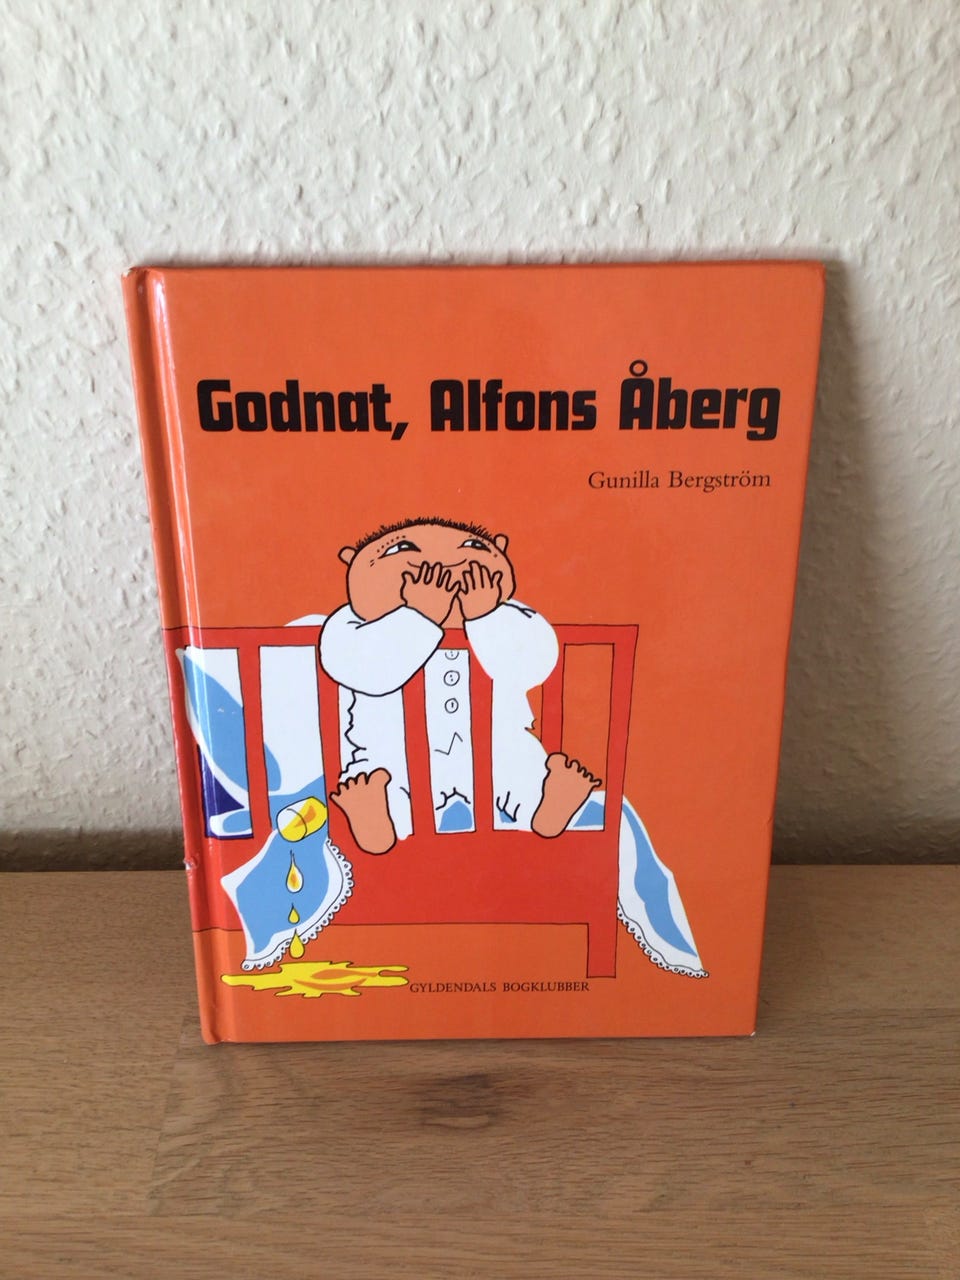 Godnat, Alfons Åberg
Gunilla Bergström
GYLDENDALS BOGKLUBBER